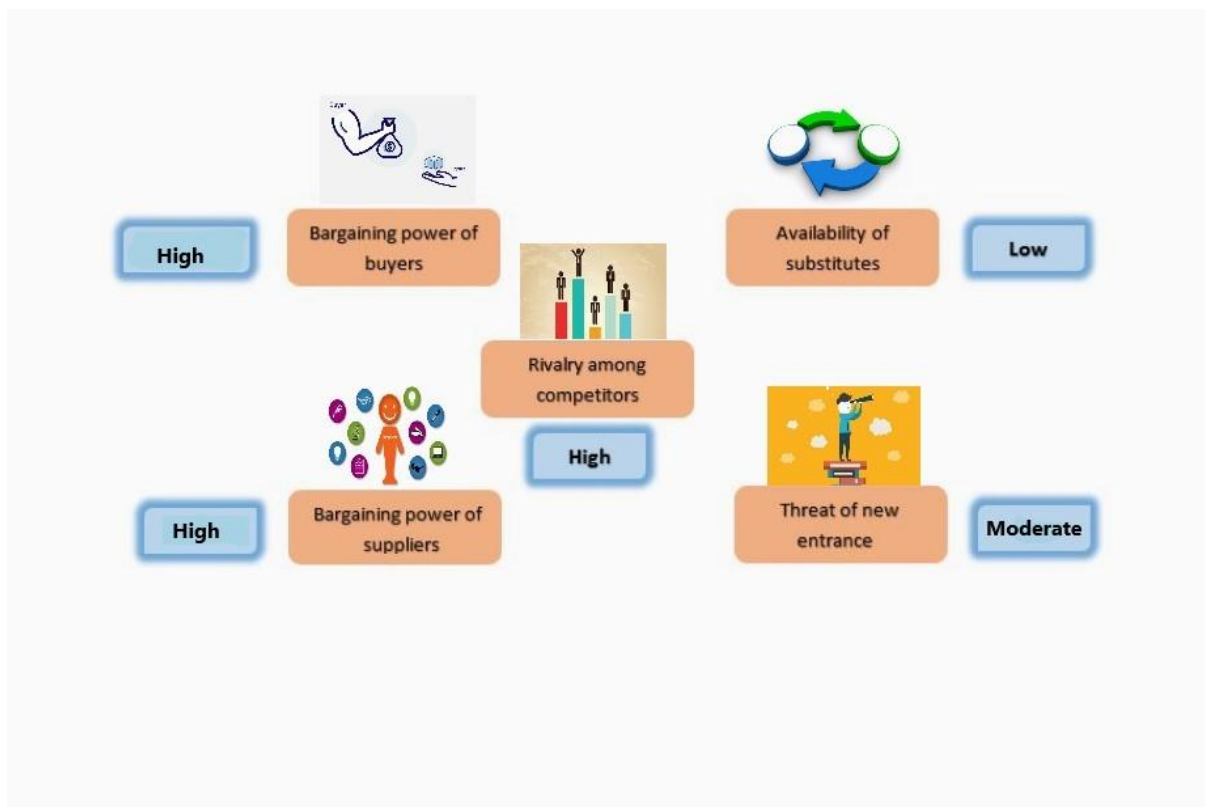 Buyer
High
Bargaining power of
buyers
Availability of
substitutes
Low
Rivalry among
competitors
High
High
Bargaining power of
suppliers
Threat of new
entrance
Moderate